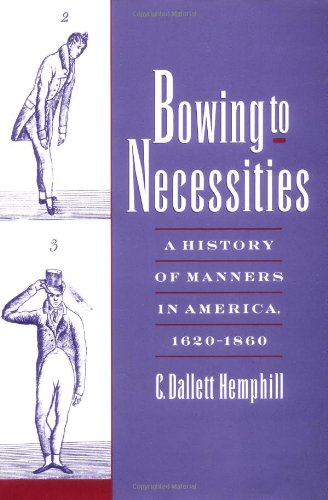 2
3
Bowing to
Necessities
A HISTORY
OF MANNERS
IN AMERICA,
1620-1860
C. Dallett Hemphill